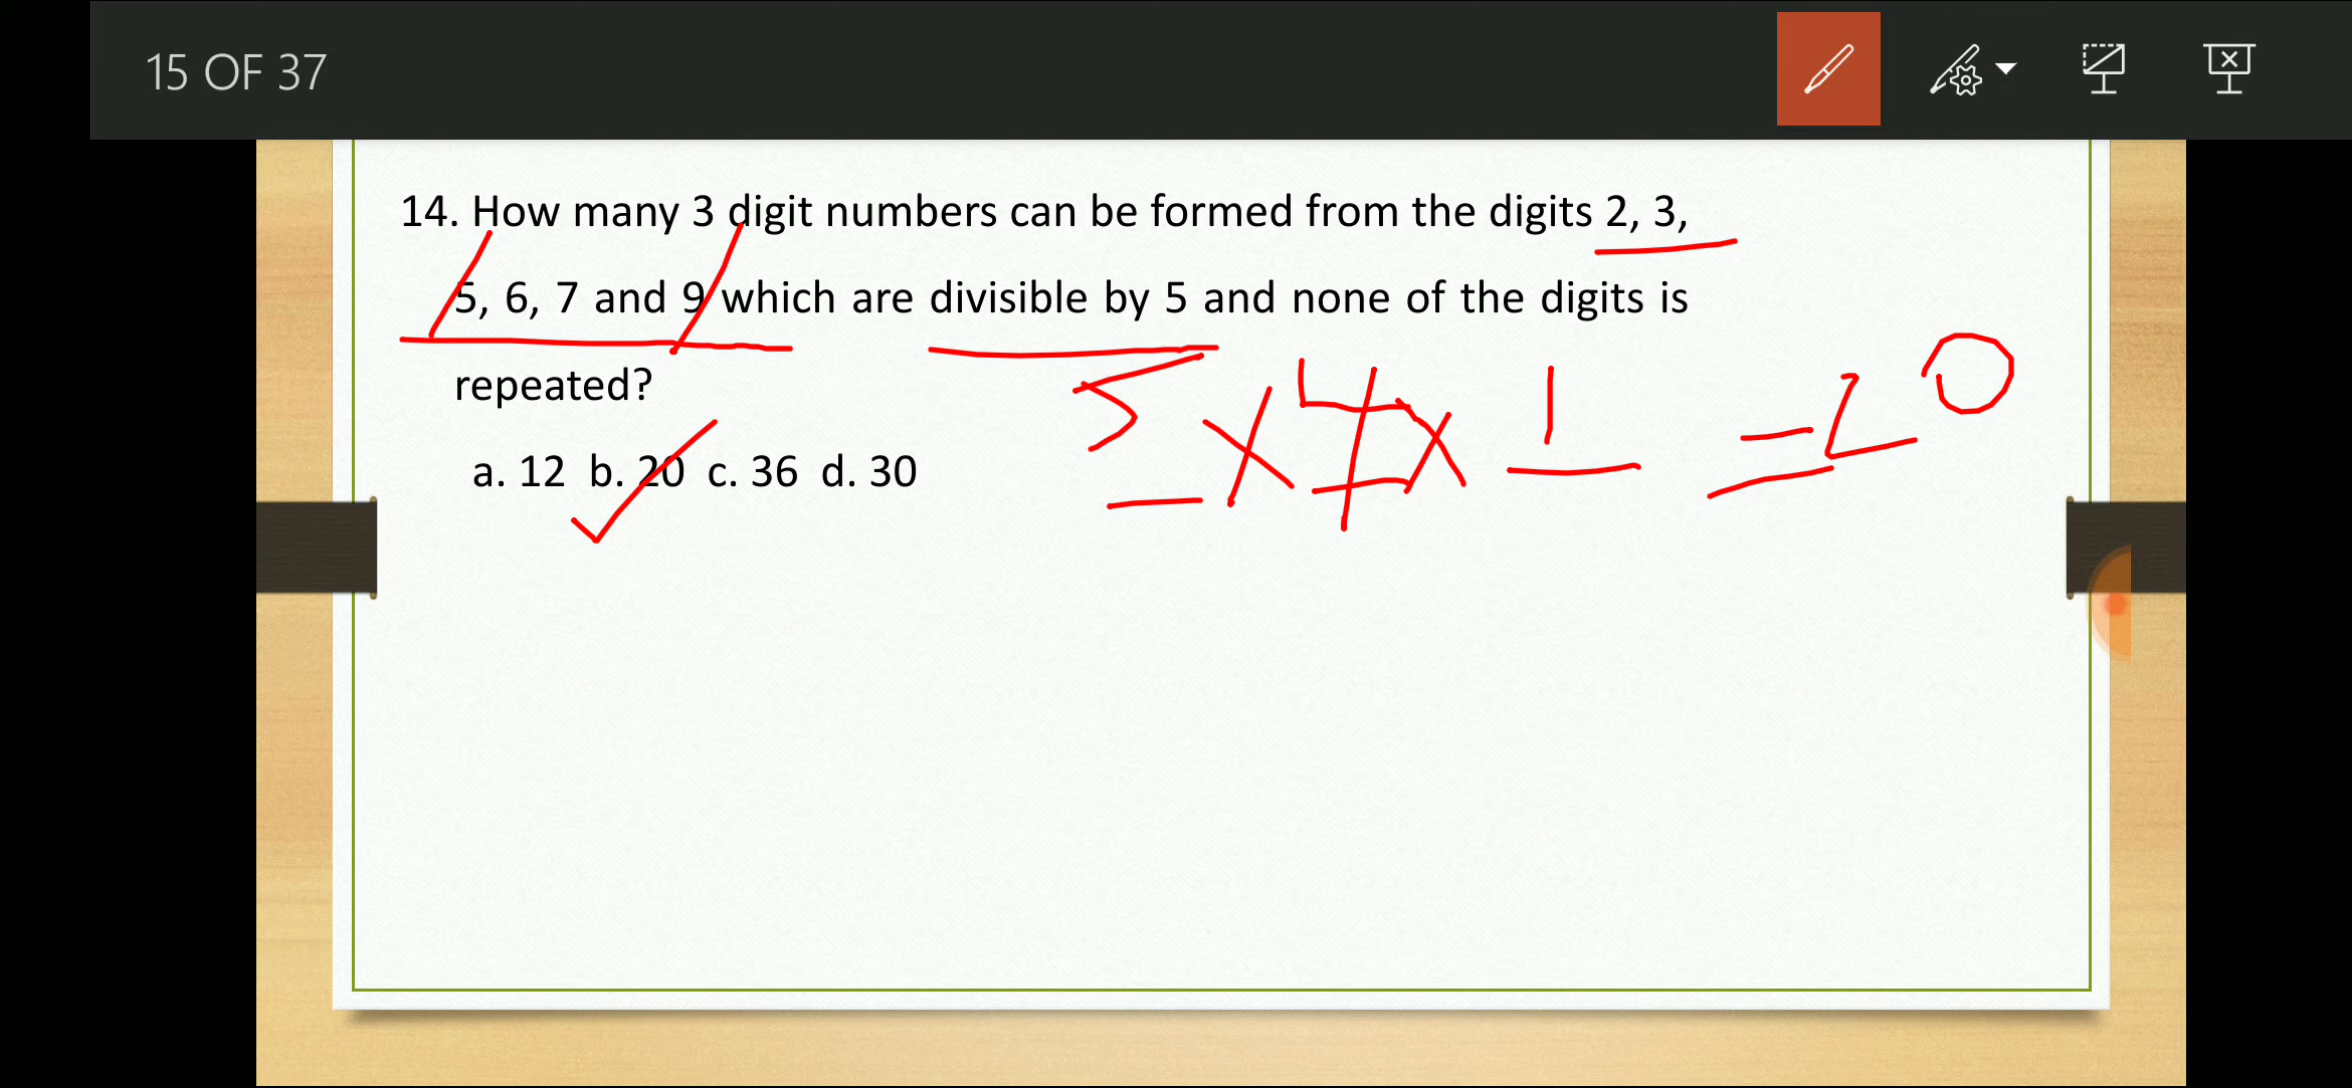 15 OF 37
14. How many 3 digit numbers can be formed from the digits 2, 3,
5, 6, 7 and 9 which are divisible by 5 and none of the digits is
repeated?
5 x 4 x 1 = 20
a. 12 b. 20 c. 36 d. 30